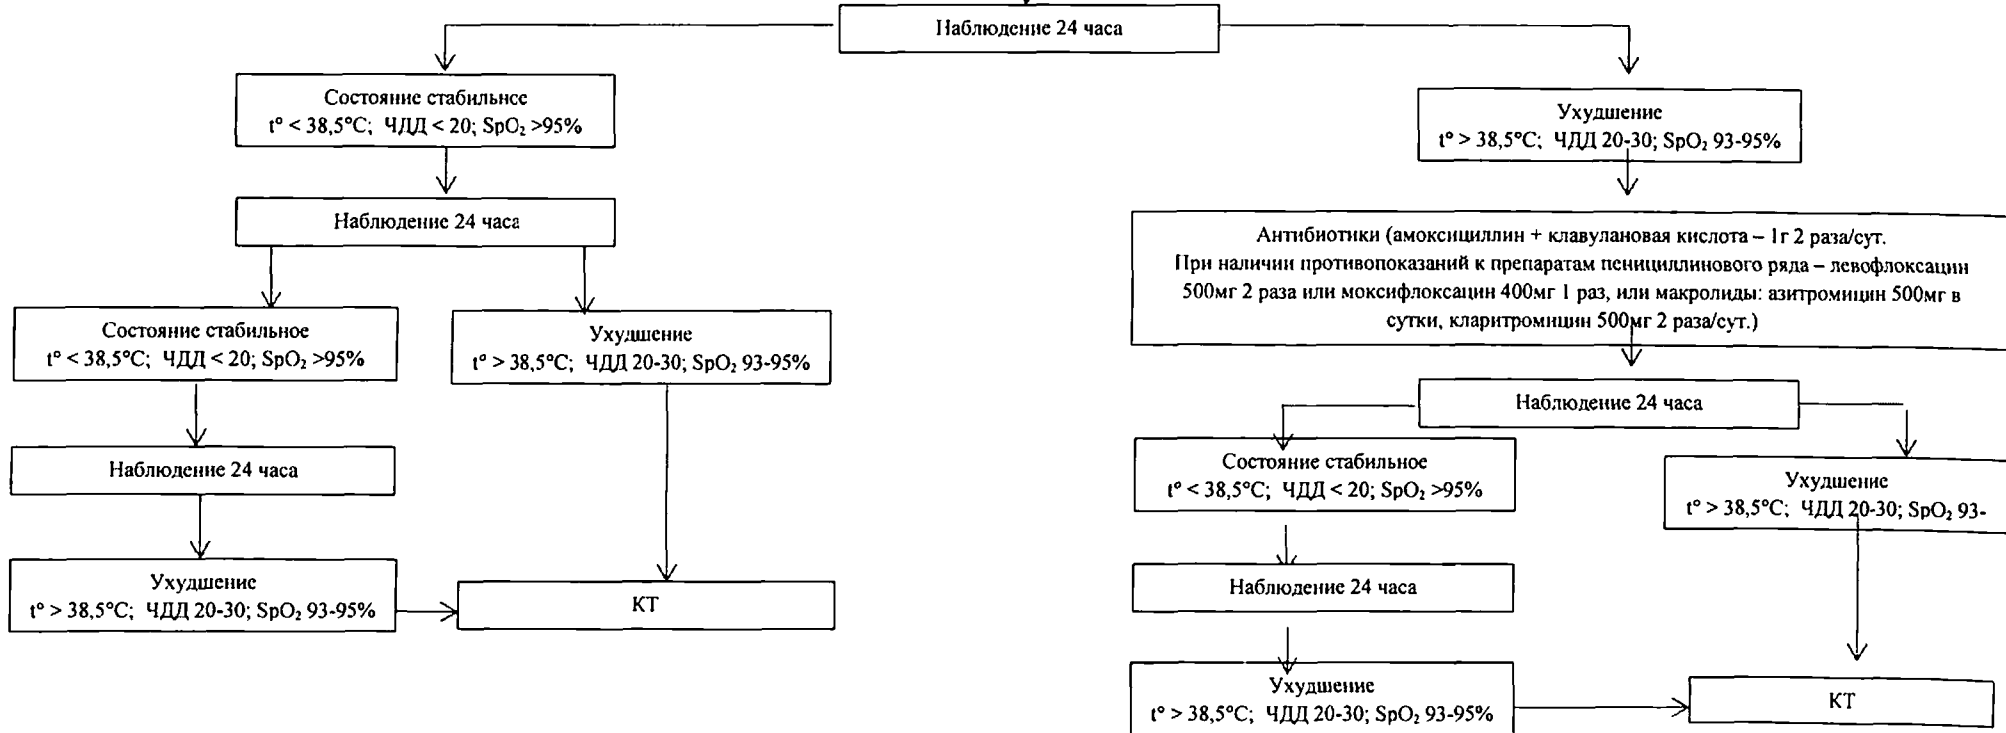 Наблюдение 24 часа
Состояние стабильнсе
t° < 38,5°C; ЧДД < 20; SpO₂ >95%
Наблюдение 24 часа
Состояние стабильное
t° < 38,5°C; ЧДД < 20; SpO₂ >95%
Ухудшение
t° > 38,5°C; ЧДД 20-30; SpO₂ 93-95%
Наблюдение 24 часа
Ухудшение
t° > 38,5°C; ЧДД 20-30; SpO₂ 93-95%
КТ
Ухудшение
t° > 38,5°C; ЧДД 20-30; SpO₂ 93-95%
Антибиотики (амоксициллин + клавулановая кислота – 1г 2 раза/сут.
При наличии противопоказаний к препаратам пенициллинового ряда – левофлоксацин
500мг 2 раза или моксифлоксацин 400мг 1 раз, или макролиды: азитромицин 500мг в
сутки, кларитромицин 500мг 2 раза/сут.)
Наблюдение 24 часа
Состояние стабильное
t° < 38,5°C; ЧДД < 20; SpO₂ >95%
Ухудшение
t° > 38,5°C; ЧДД 20-30; SpO₂ 93-
Наблюдение 24 часа
Ухудшение
t° > 38,5°C; ЧДД 20-30; SpO₂ 93-95%
КТ